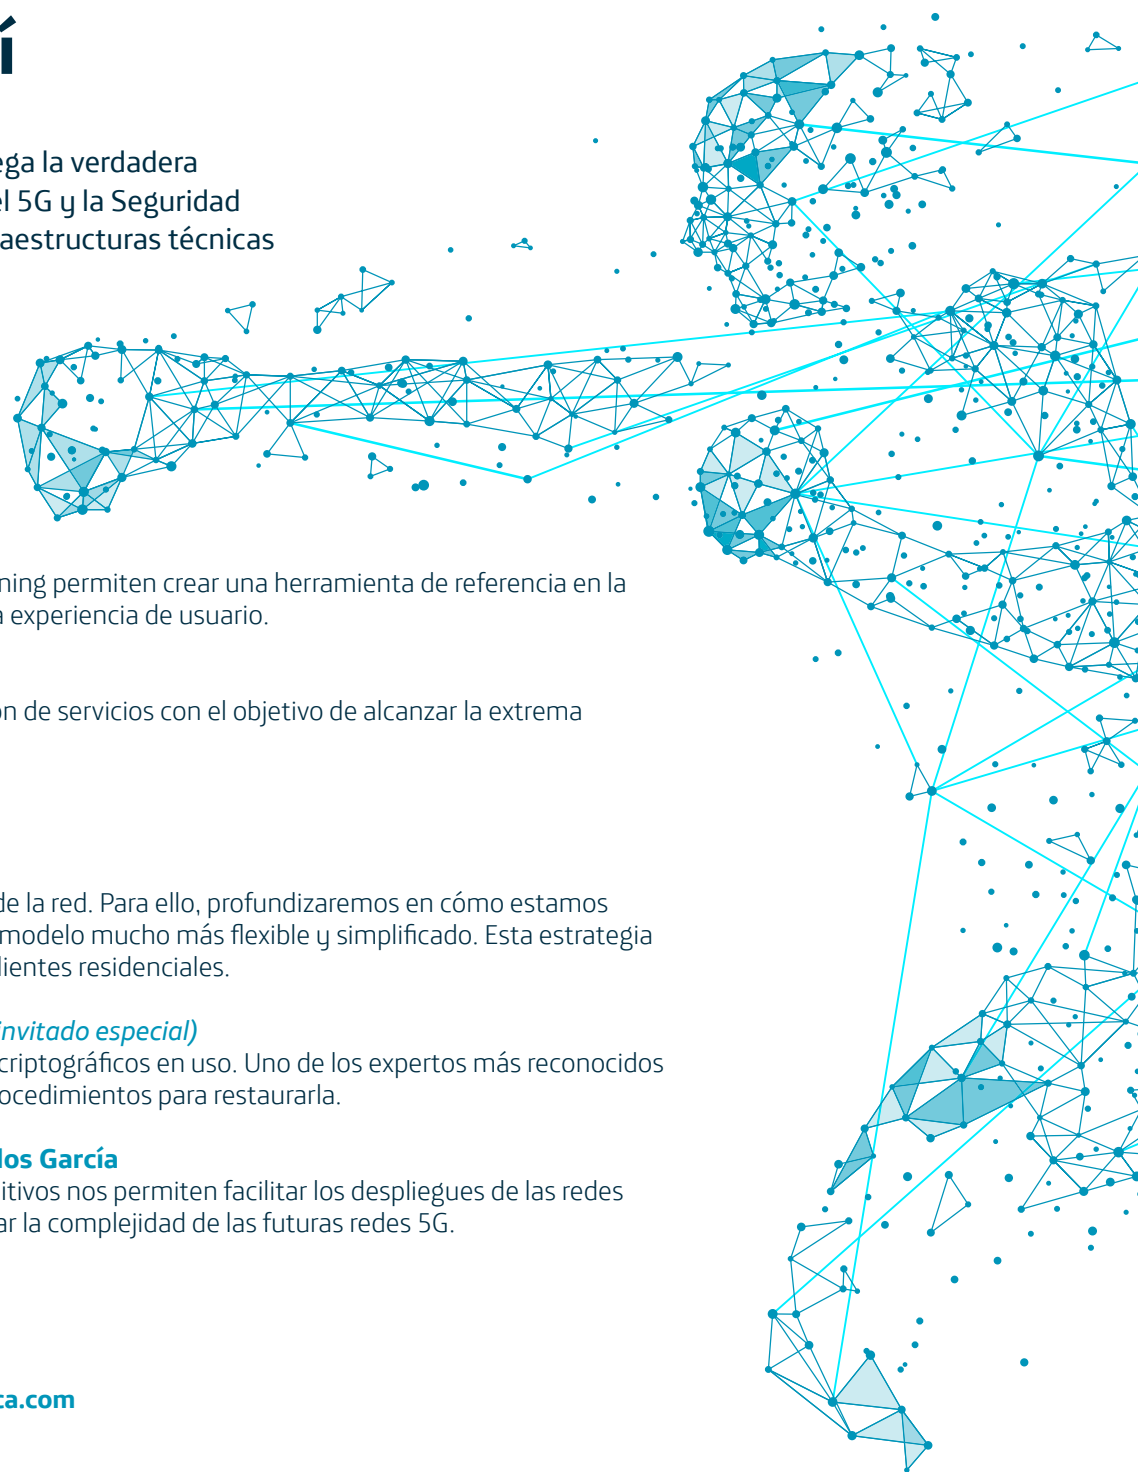 í
ega la verdadera
el 5G y la Seguridad
aestructuras técnicas
ning permiten crear una herramienta de referencia en la
a experiencia de usuario.
ón de servicios con el objetivo de alcanzar la extrema
de la red. Para ello, profundizaremos en cómo estamos
modelo mucho más flexible y simplificado. Esta estrategia
lientes residenciales.
invitado especial)
criptográficos en uso. Uno de los expertos más reconocidos
ocedimientos para restaurarla.
los García
itivos nos permiten facilitar los despliegues de las redes
ar la complejidad de las futuras redes 5G.
ca.com